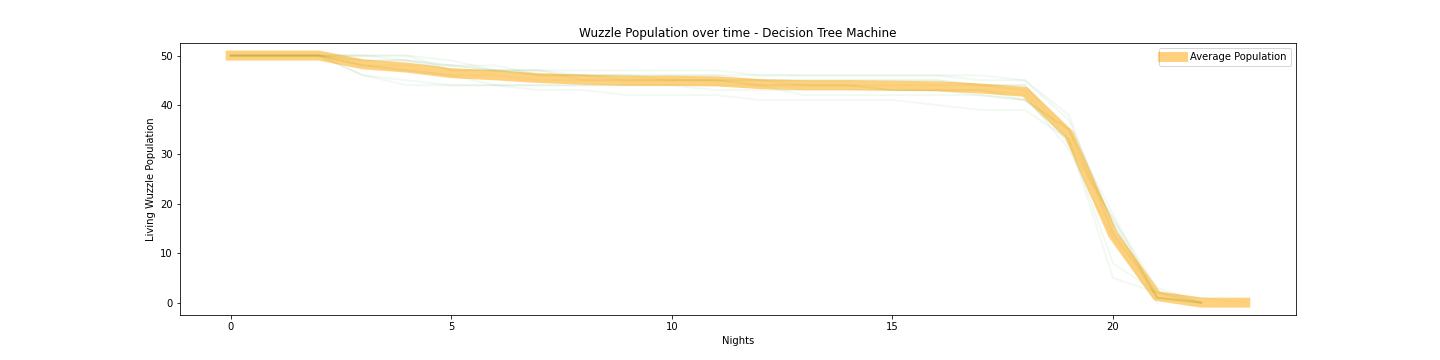 Wuzzle Population over time - Decision Tree Machine
Average Population
Living Wuzzle Population
50
40
30
20
10
0
0 5 10 15 20
Nights